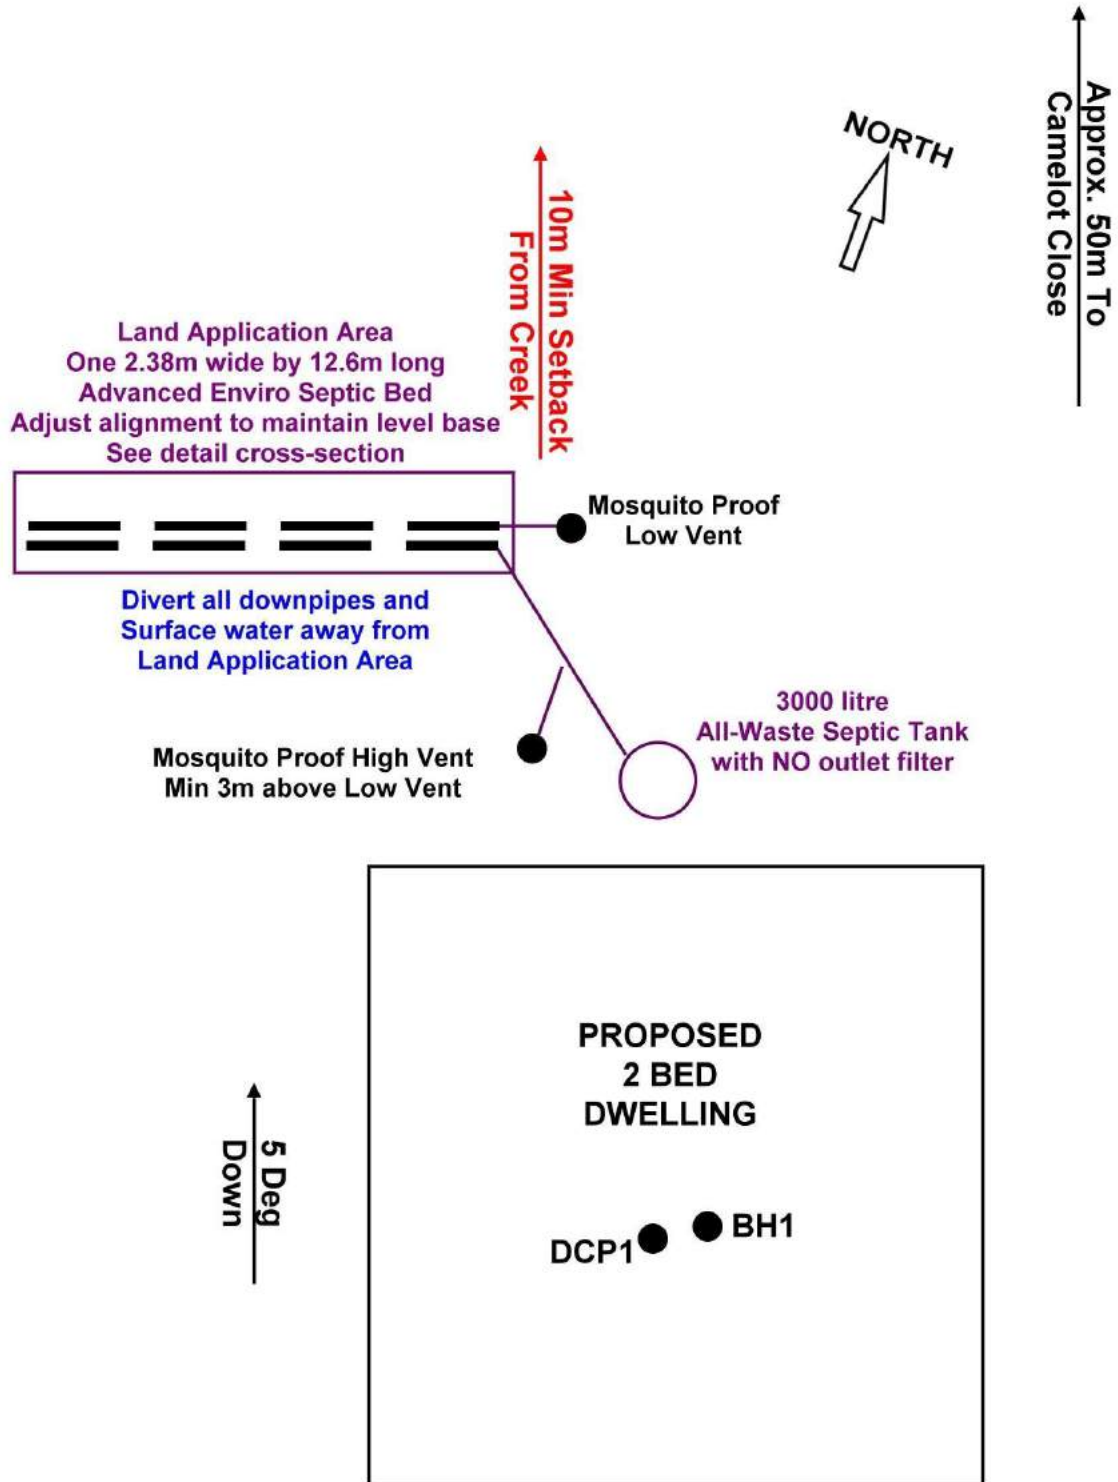 Approx. 50m To
Camelot Close
NORTH
10m Min Setback
From Creek
Land Application Area
One 2.38m wide by 12.6m long
Advanced Enviro Septic Bed
Adjust alignment to maintain level base
See detail cross-section
Mosquito Proof
Low Vent
Divert all downpipes and
Surface water away from
Land Application Area
3000 litre
All-Waste Septic Tank
with NO outlet filter
Mosquito Proof High Vent
Min 3m above Low Vent
PROPOSED
2 BED
DWELLING
5 Deg
Down
DCP1
BH1